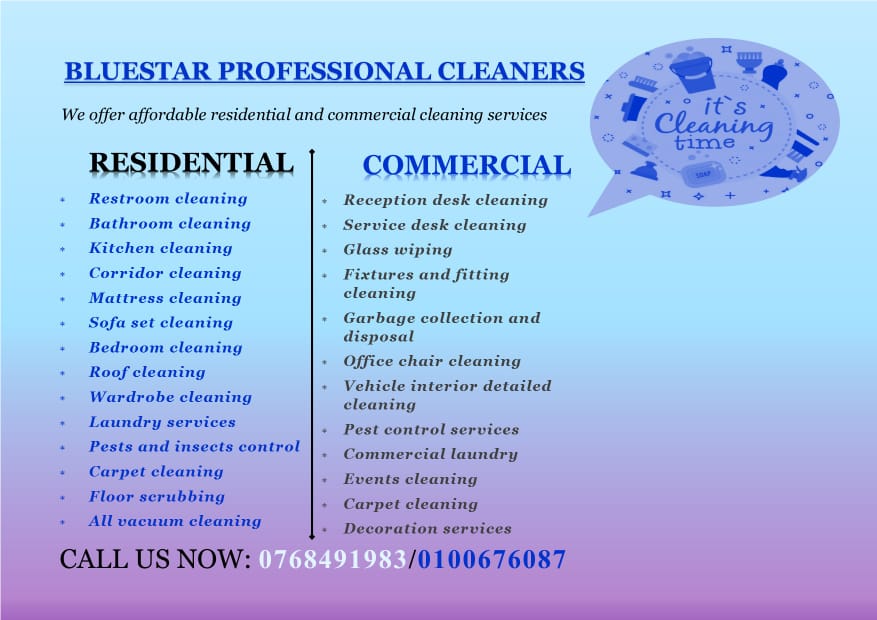 BLUESTAR PROFESSIONAL CLEANERS
We offer affordable residential and commercial cleaning services
it`s
Cleaning
time
SOAP
RESIDENTIAL
* Restroom cleaning
* Bathroom cleaning
* Kitchen cleaning
* Corridor cleaning
* Mattress cleaning
* Sofa set cleaning
* Bedroom cleaning
* Roof cleaning
* Wardrobe cleaning
* Laundry services
* Pests and insects control
* Carpet cleaning
* Floor scrubbing
* All vacuum cleaning
COMMERCIAL
* Reception desk cleaning
* Service desk cleaning
* Glass wiping
* Fixtures and fitting
cleaning
* Garbage collection and
disposal
* Office chair cleaning
* Vehicle interior detailed
cleaning
* Pest control services
* Commercial laundry
* Events cleaning
* Carpet cleaning
* Decoration services
CALL US NOW: 0768491983/0100676087